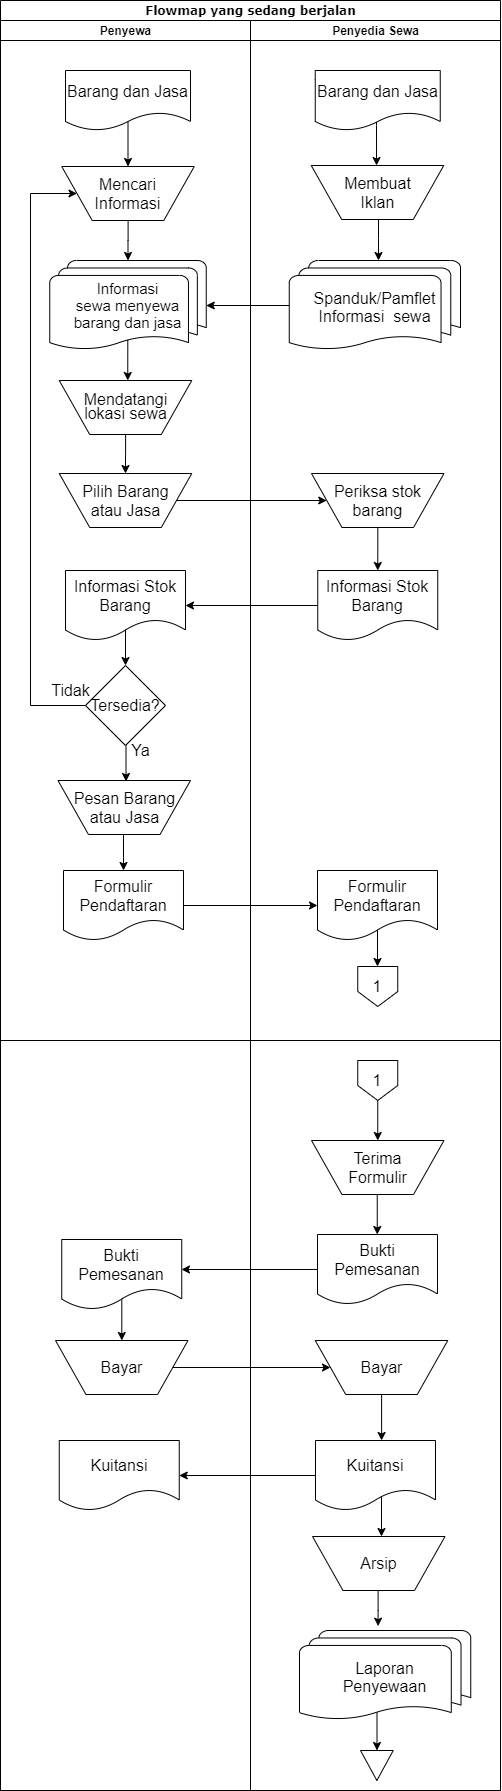 Flowmap yang sedang berjalan
Penyewa
Penyedia Sewa
Barang dan Jasa
Barang dan Jasa
Mencari
Informasi
Membuat
Iklan
Informasi
sewa menyewa
barang dan jasa
Spanduk/Pamflet
Informasi sewa
Mendatangi
lokasi sewa
Pilih Barang
atau Jasa
Periksa stok
barang
Informasi Stok
Barang
Informasi Stok
Barang
Tidak
Tersedia?
Ya
Pesan Barang
atau Jasa
Formulir
Pendaftaran
Formulir
Pendaftaran
1
1
Terima
Formulir
Bukti
Pemesanan
Bukti
Pemesanan
Bayar
Bayar
Kuitansi
Kuitansi
Arsip
Laporan
Penyewaan